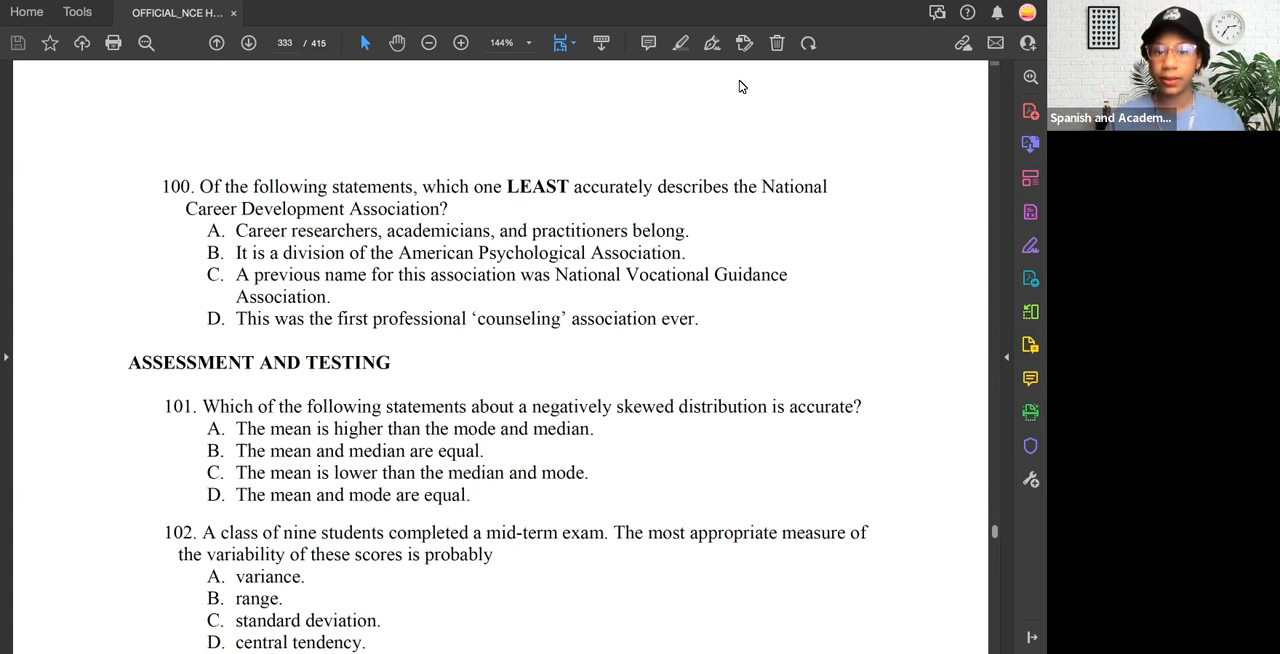 Home Tools OFFICIAL_NCE H... ×
333 / 415 144%
Spanish and Academ...
100. Of the following statements, which one LEAST accurately describes the National
Career Development Association?
A. Career researchers, academicians, and practitioners belong.
B. It is a division of the American Psychological Association.
C. A previous name for this association was National Vocational Guidance
Association.
D. This was the first professional ‘counseling’ association ever.
ASSESSMENT AND TESTING
101. Which of the following statements about a negatively skewed distribution is accurate?
A. The mean is higher than the mode and median.
B. The mean and median are equal.
C. The mean is lower than the median and mode.
D. The mean and mode are equal.
102. A class of nine students completed a mid-term exam. The most appropriate measure of
the variability of these scores is probably
A. variance.
B. range.
C. standard deviation.
D. central tendency.